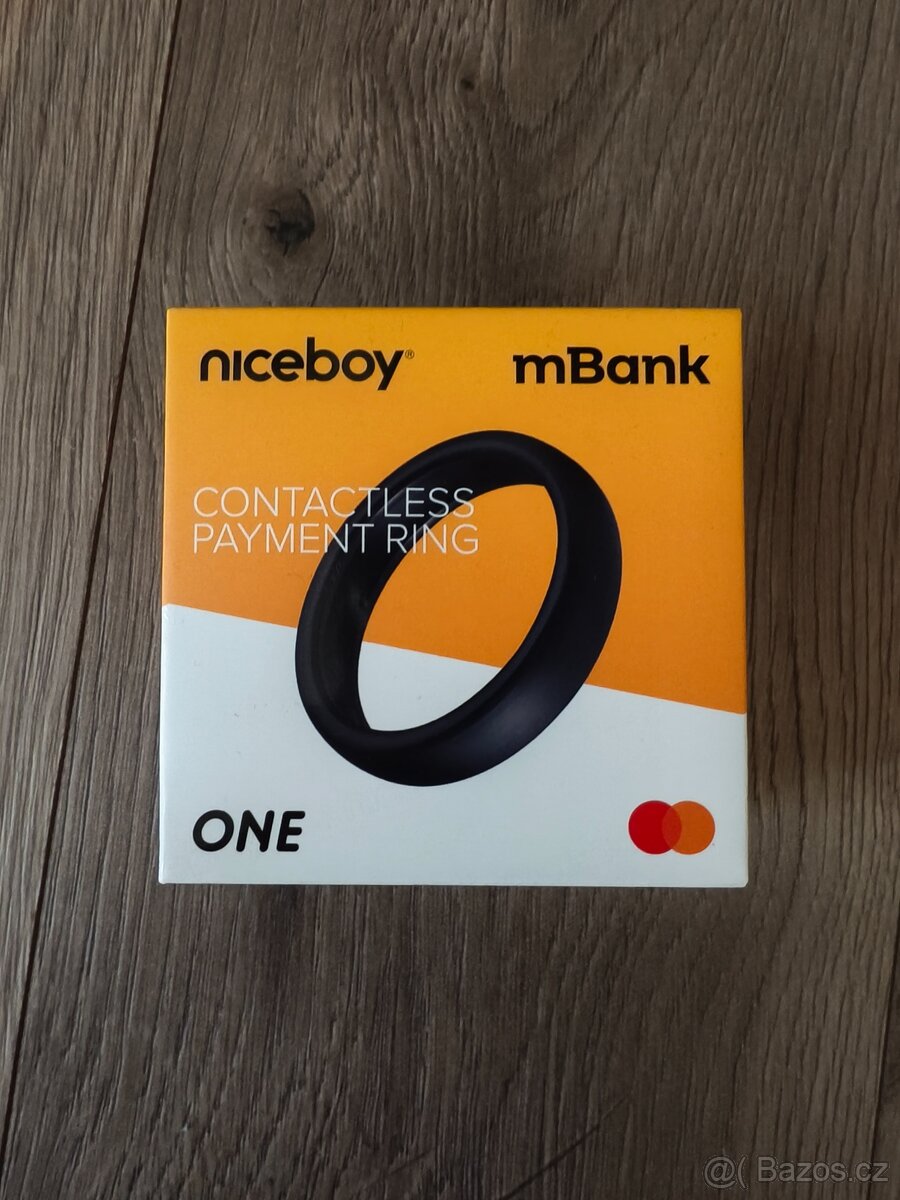 niceboy®
mBank
CONTACTLESS
PAYMENT RING
ONE
@( Bazos.cz